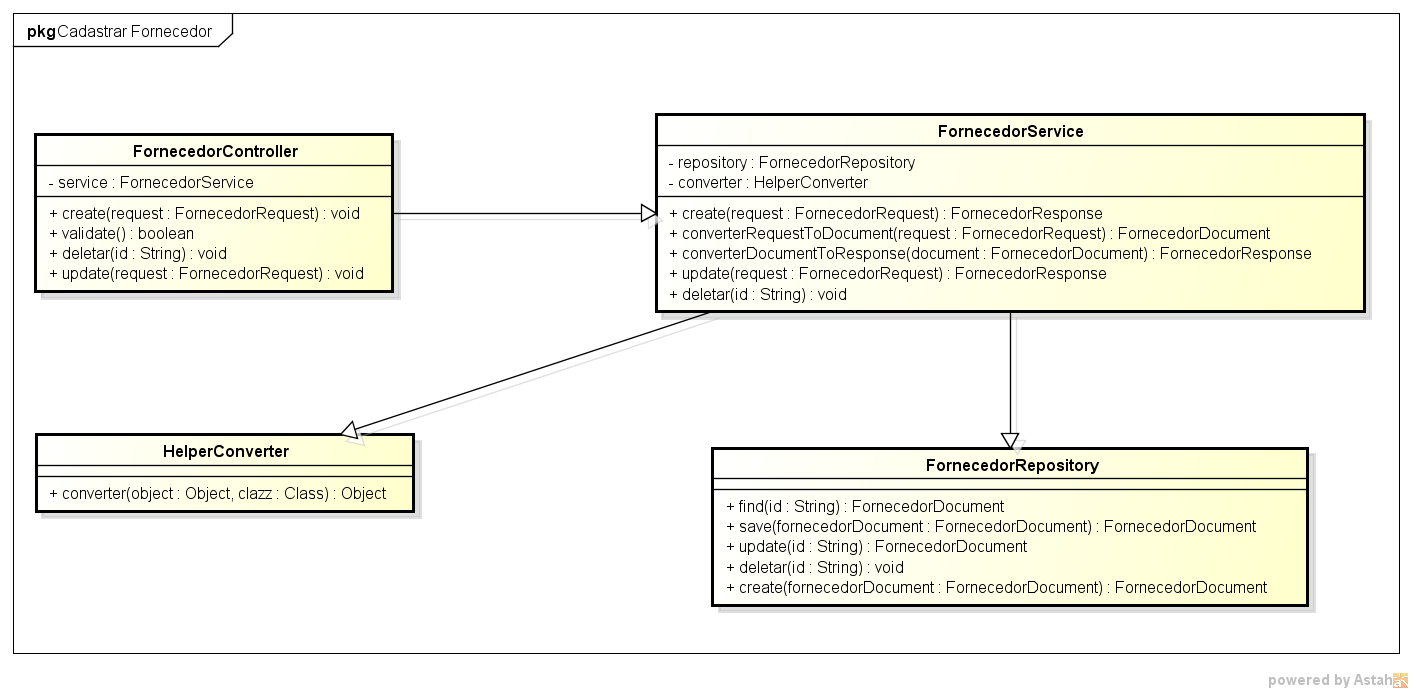 pkg Cadastrar Fornecedor
FornecedorController
- service : FornecedorService
+ create(request : FornecedorRequest) : void
+ validate() : boolean
+ deletar(id : String) : void
+ update(request : FornecedorRequest) : void
FornecedorService
- repository : FornecedorRepository
- converter : HelperConverter
+ create(request : FornecedorRequest) : FornecedorResponse
+ converterRequestToDocument(request : FornecedorRequest) : FornecedorDocument
+ converterDocumentToResponse(document : FornecedorDocument) : FornecedorResponse
+ update(request : FornecedorRequest) : FornecedorResponse
+ deletar(id : String) : void
HelperConverter
+ converter(object : Object, clazz : Class) : Object
FornecedorRepository
+ find(id : String) : FornecedorDocument
+ save(fornecedorDocument : FornecedorDocument) : FornecedorDocument
+ update(id : String) : FornecedorDocument
+ deletar(id : String) : void
+ create(fornecedorDocument : FornecedorDocument) : FornecedorDocument
powered by Astah